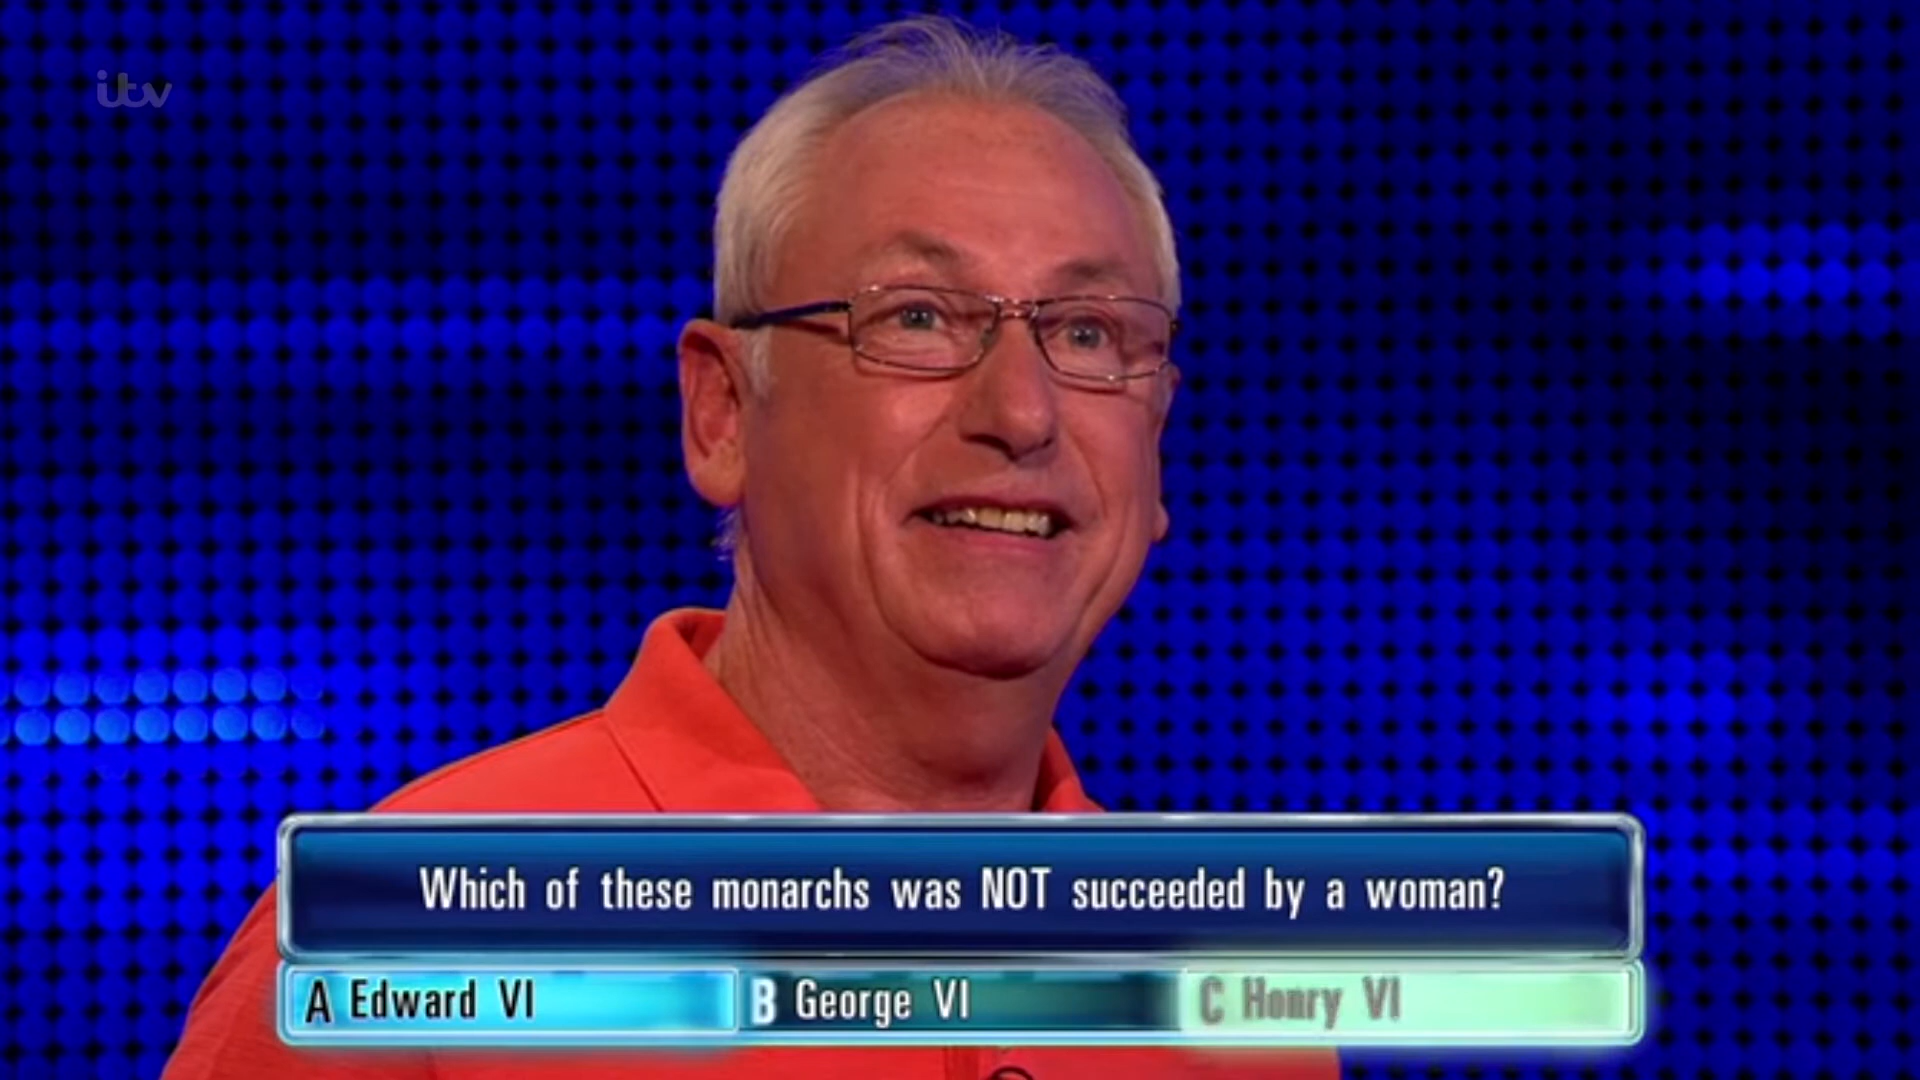 itv
Which of these monarchs was NOT succeeded by a woman?
A Edward VI
B George VI
C Henry VI